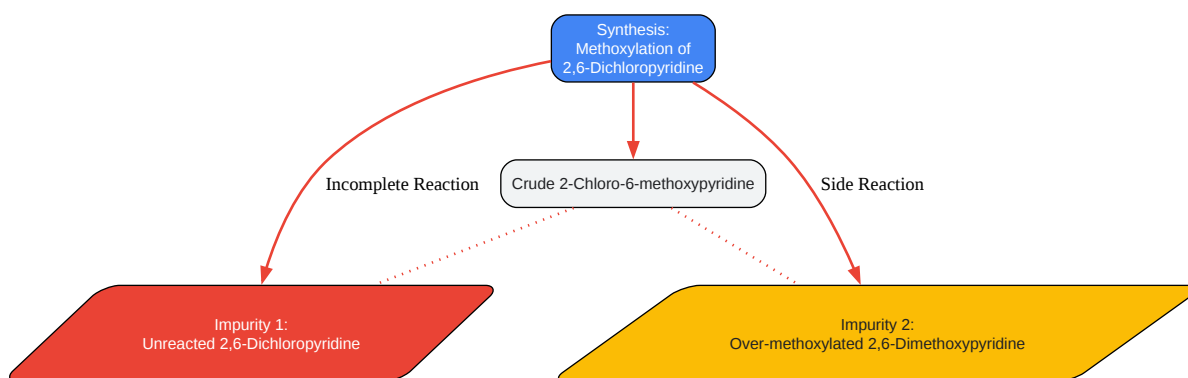 Synthesis:
Methoxylation of
2,6-Dichloropyridine
Incomplete Reaction
Crude 2-Chloro-6-methoxypyridine
Side Reaction
Impurity 1:
Unreacted 2,6-Dichloropyridine
Impurity 2:
Over-methoxylated 2,6-Dimethoxypyridine